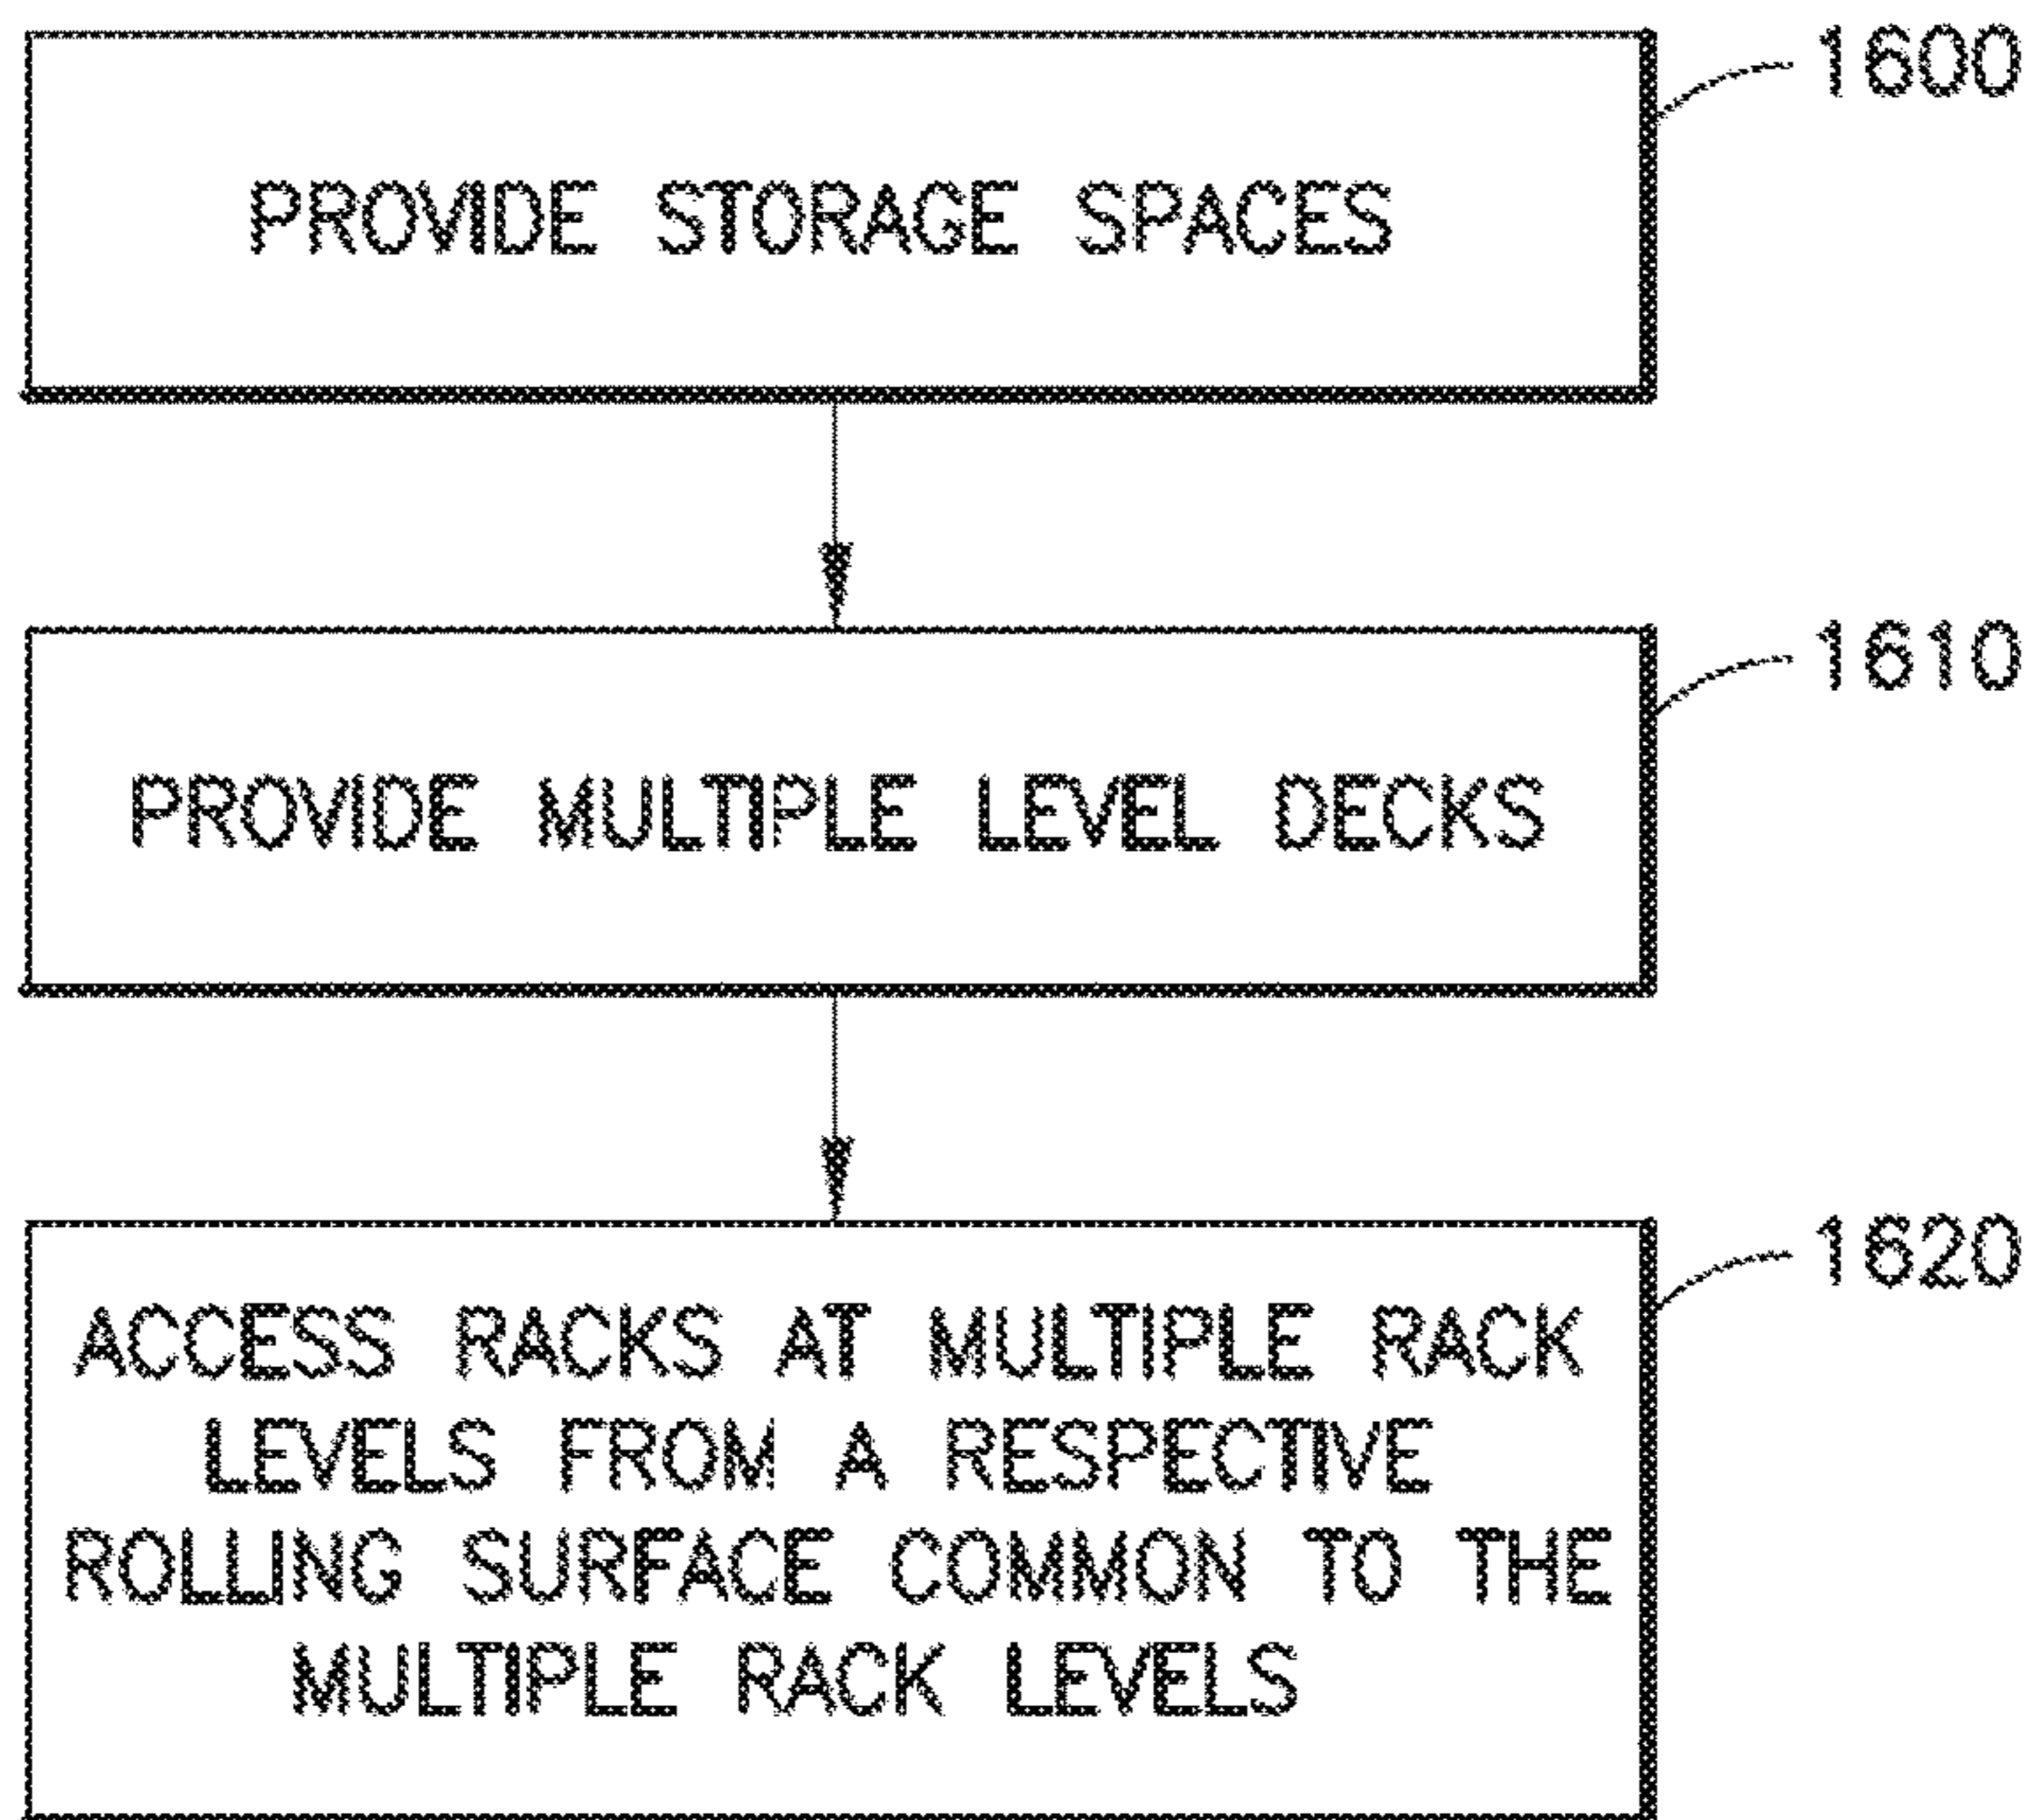 1600
PROVIDE STORAGE SPACES
1610
PROVIDE MULTIPLE LEVEL DECKS
1620
ACCESS RACKS AT MULTIPLE RACK
LEVELS FROM A RESPECTIVE
ROLLING SURFACE COMMON TO THE
MULTIPLE RACK LEVELS